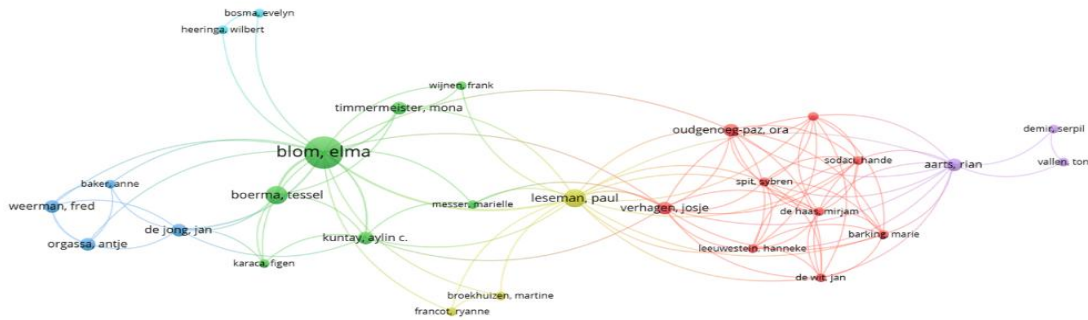 bosma, evelyn
heeringa, wilbert
wijnen, frank
timmermeister, mona
oudgenoeg-paz, ora
demir, serpil
blom, elma
sodaci, hande
aarts, rian
vallen, ton
baker, anne
spit, sybren
boerma, tessel
leseman, paul
weerman, fred
messer, marielle
verhagen, josje
de haas, mirjam
de jong, jan
kuntay, aylin c.
barking, marie
orgassa, antje
leeuwestein, hanneke
karaca, figen
de wit, jan
broekhuizen, martine
francot, ryanne